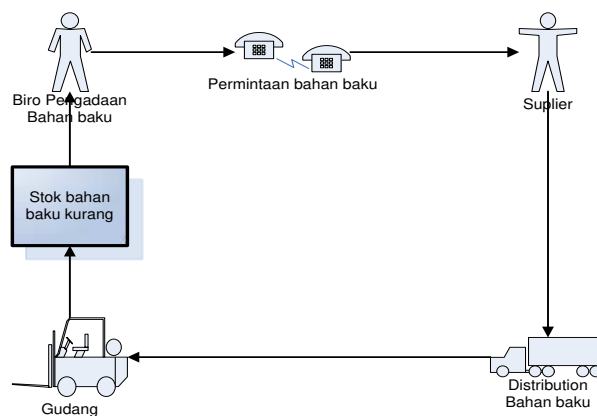 Biro Pengadaan
Bahan baku
Permintaan bahan baku
Suplier
Stok bahan
baku kurang
Gudang
Distribution
Bahan baku